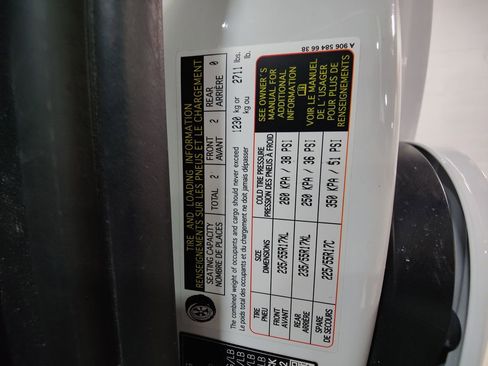 TIRE AND LOADING INFORMATION
RENSEIGNEMENTS SUR LES PNEUS ET LE CHARGEMENT
SEATING CAPACITY TOTAL 2 FRONT 2 REAR 0
NOMBRE DE PLACES AVANT ARRIÈRE
The combined weight of occupants and cargo should never exceed 1230 kg or 2711 lbs.
Le poids total des occupants et du chargement ne doit jamais dépasser kg ou lb.
TIRE SIZE COLD TIRE PRESSURE
PNEU DIMENSIONS PRESSION DES PNEUS À FROID
FRONT 235/55R17XL 260 KPA / 38 PSI
AVANT
REAR 235/55R17XL 250 KPA / 36 PSI
ARRIÈRE
SPARE 225/55R17C 350 KPA / 51 PSI
DE SECOURS
SEE OWNER'S
MANUAL FOR
ADDITIONAL
INFORMATION
VOIR LE MANUEL
DE L'USAGER
POUR PLUS DE
RENSEIGNEMENTS
A 906 584 66 38